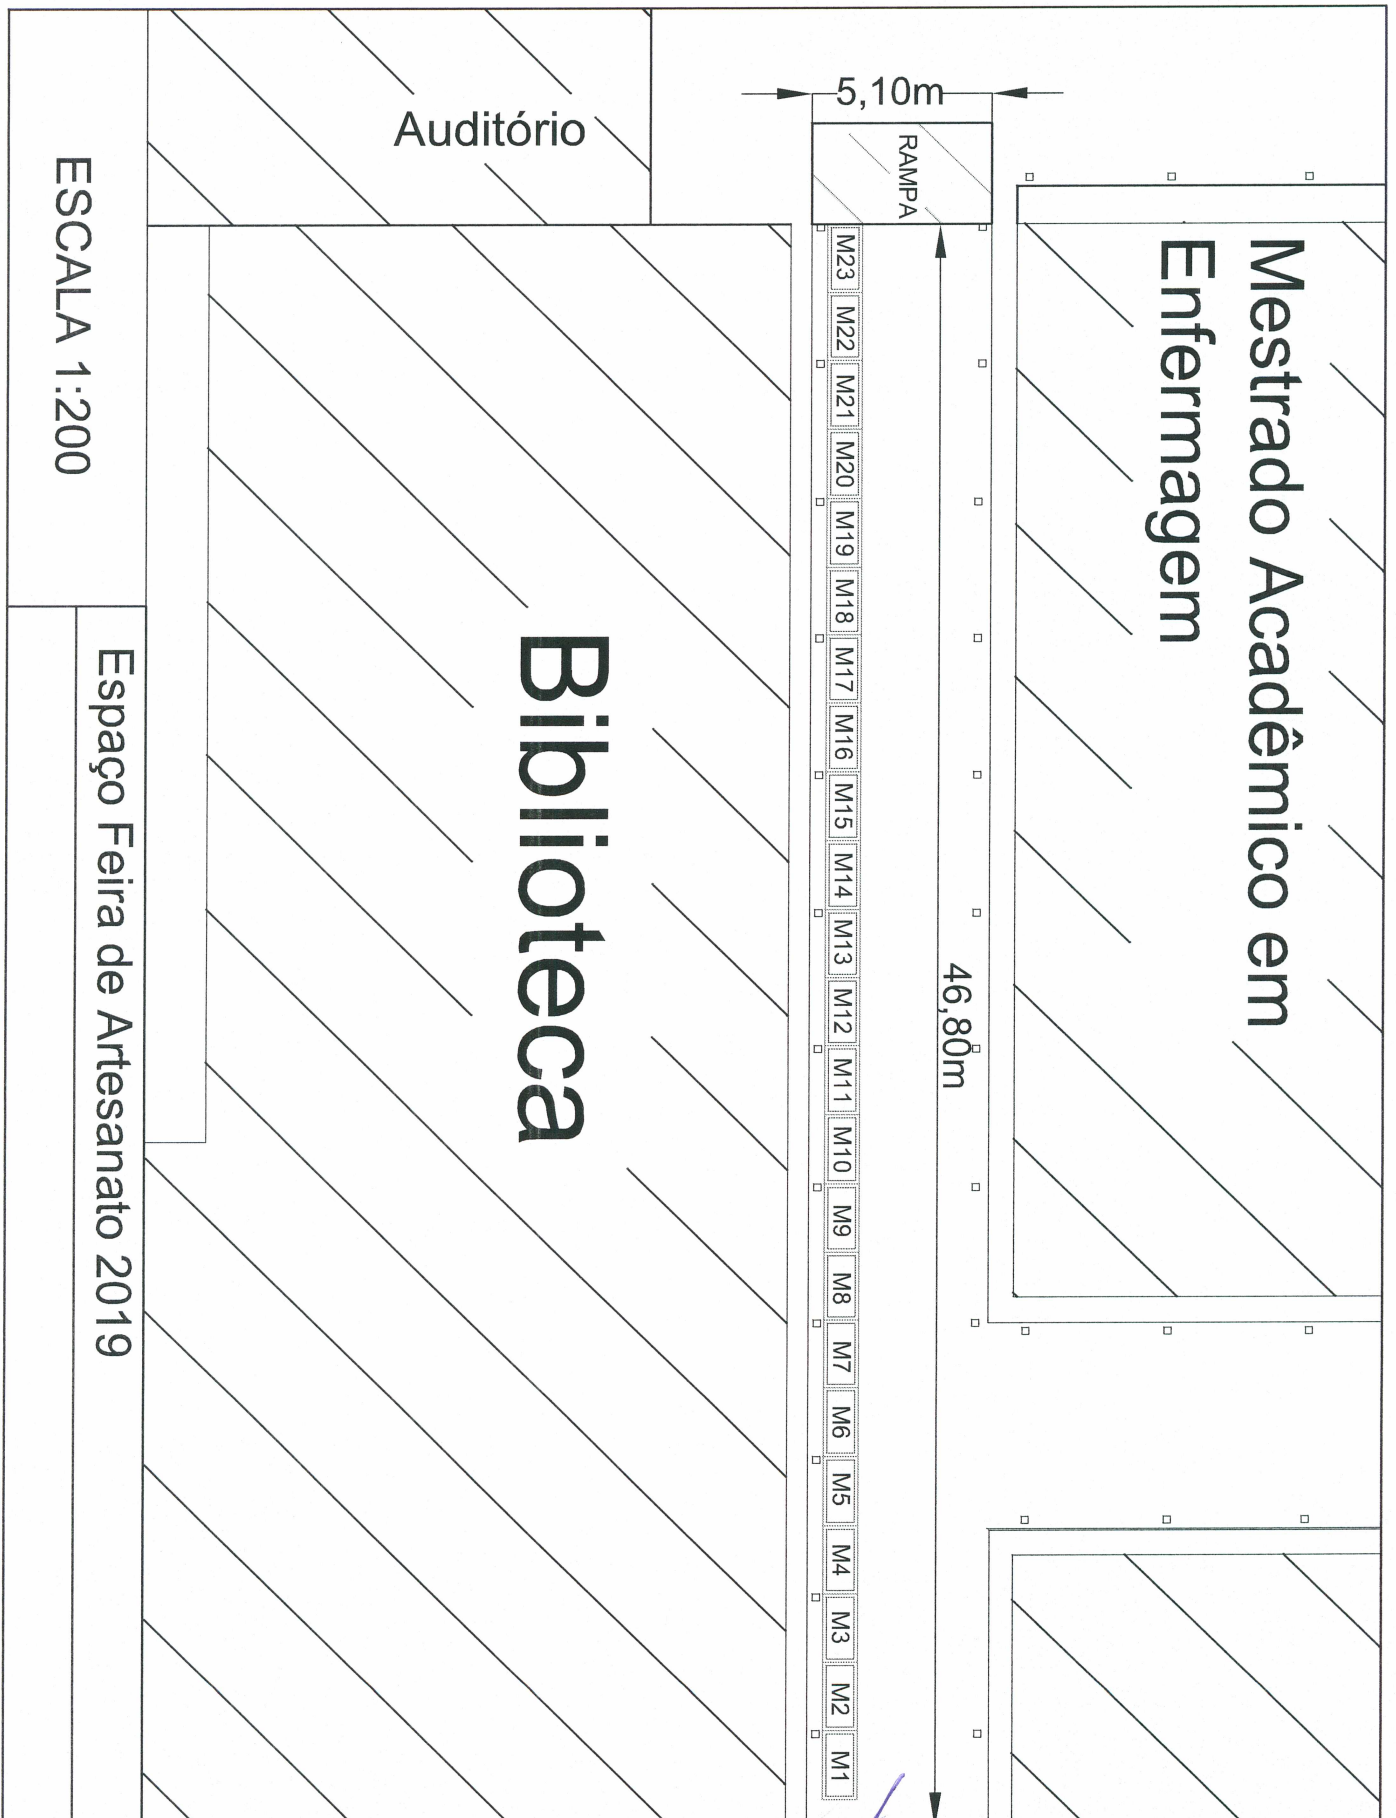 Auditório
5,10m
RAMPA
Mestrado Acadêmico em
Enfermagem
46,80m
M23
M22
M21
M20
M19
M18
M17
M16
M15
M14
M13
M12
M11
M10
M9
M8
M7
M6
M5
M4
M3
M2
M1
Biblioteca
Espaço Feira de Artesanato 2019
ESCALA 1:200